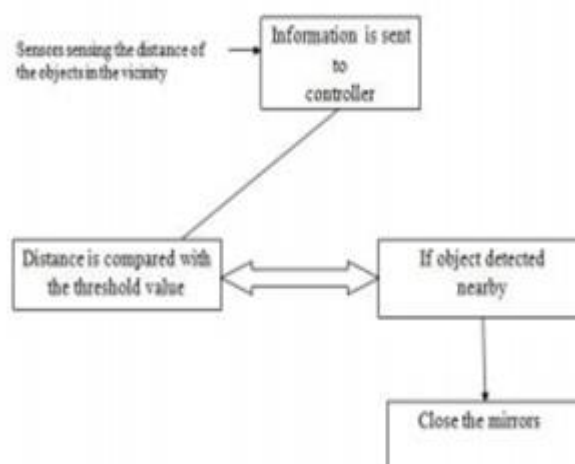 Sensors sensing the distance of
the objects in the vicinity
Information is sent
to
controller
Distance is compared with
the threshold value
If object detected
nearby
Close the mirrors